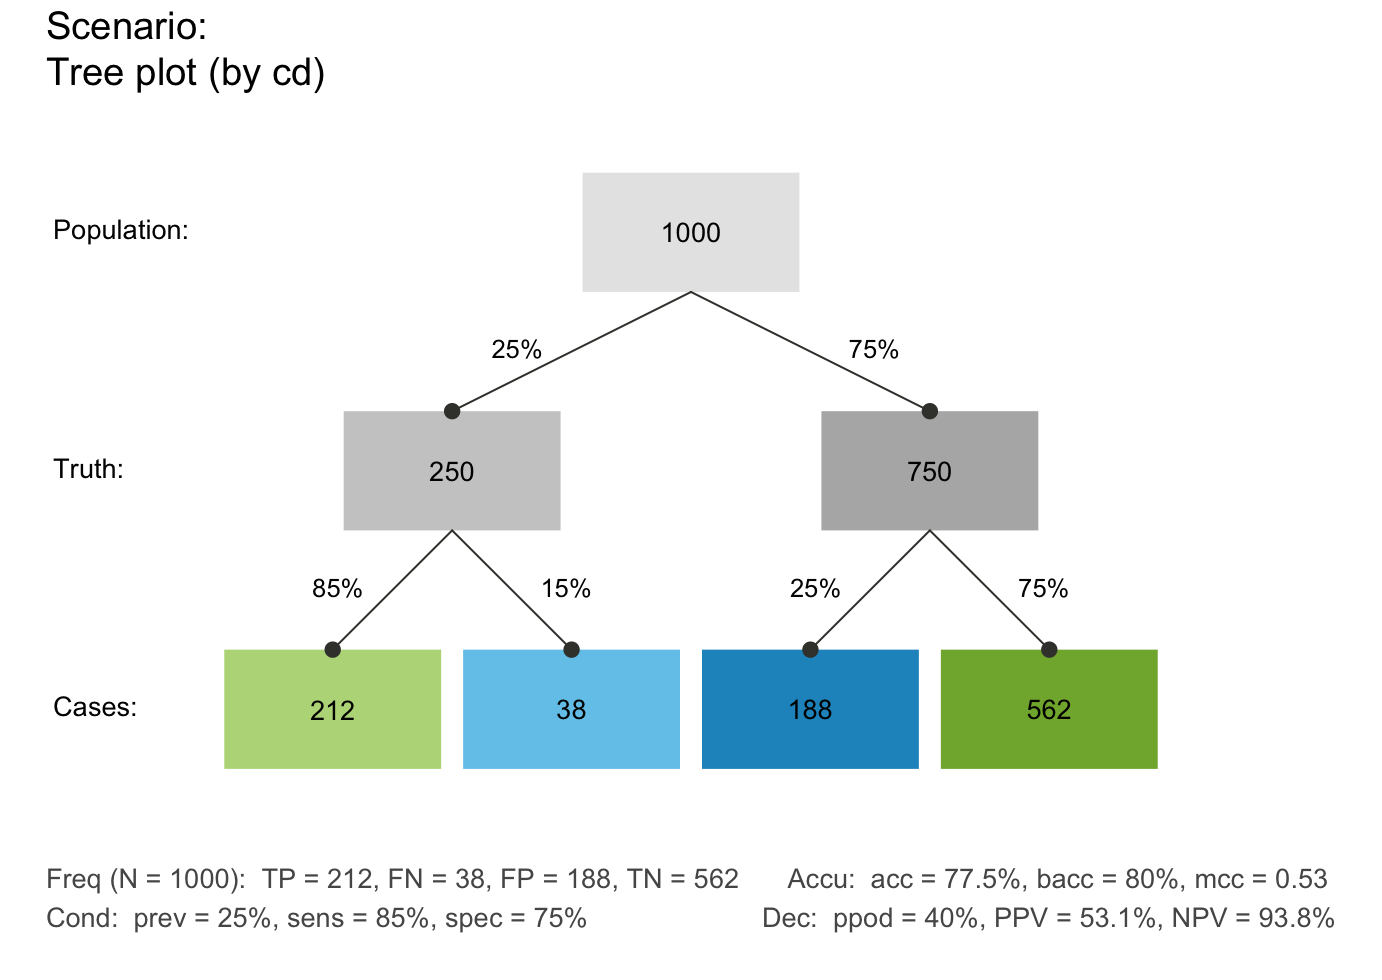 Scenario:
Tree plot (by cd)
Population:
1000
25%
75%
Truth:
250
750
85%
15%
25%
75%
Cases:
212
38
188
562
Freq (N = 1000):  TP = 212, FN = 38, FP = 188, TN = 562
Accu:  acc = 77.5%, bacc = 80%, mcc = 0.53
Cond:  prev = 25%, sens = 85%, spec = 75%
Dec:  ppod = 40%, PPV = 53.1%, NPV = 93.8%